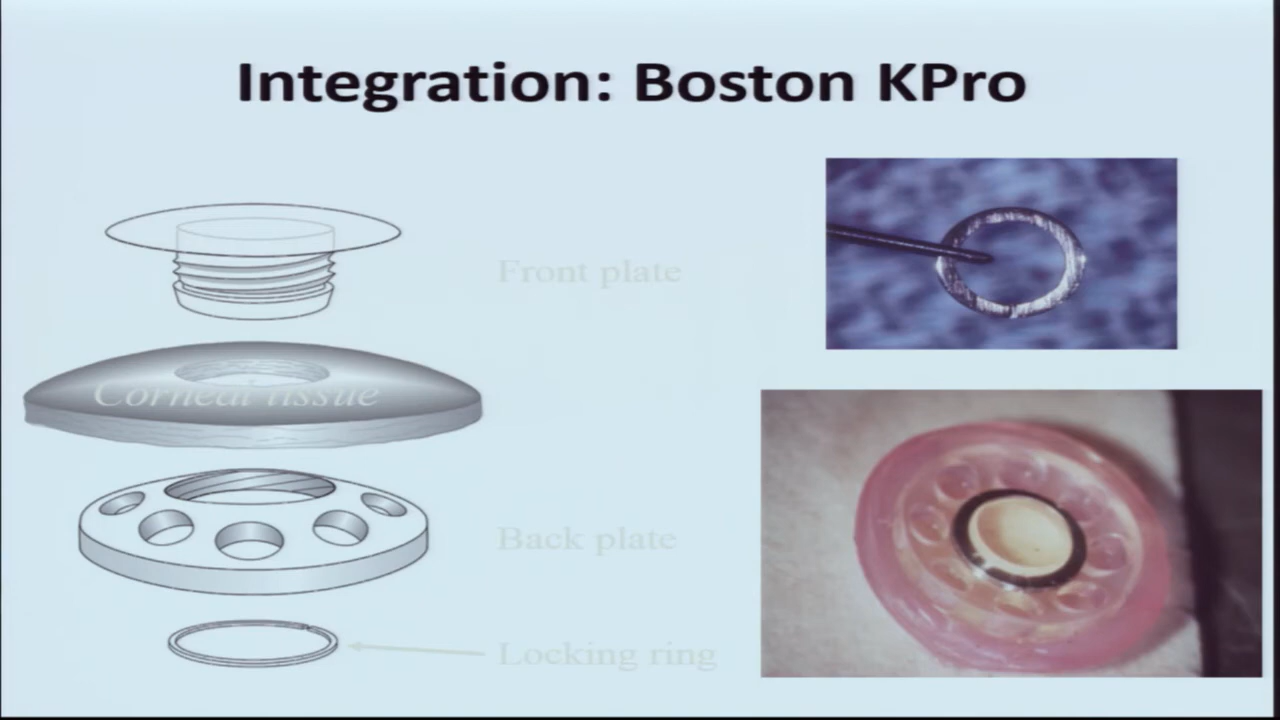 Integration: Boston KPro
Front plate
Corneal tissue
Back plate
Locking ring